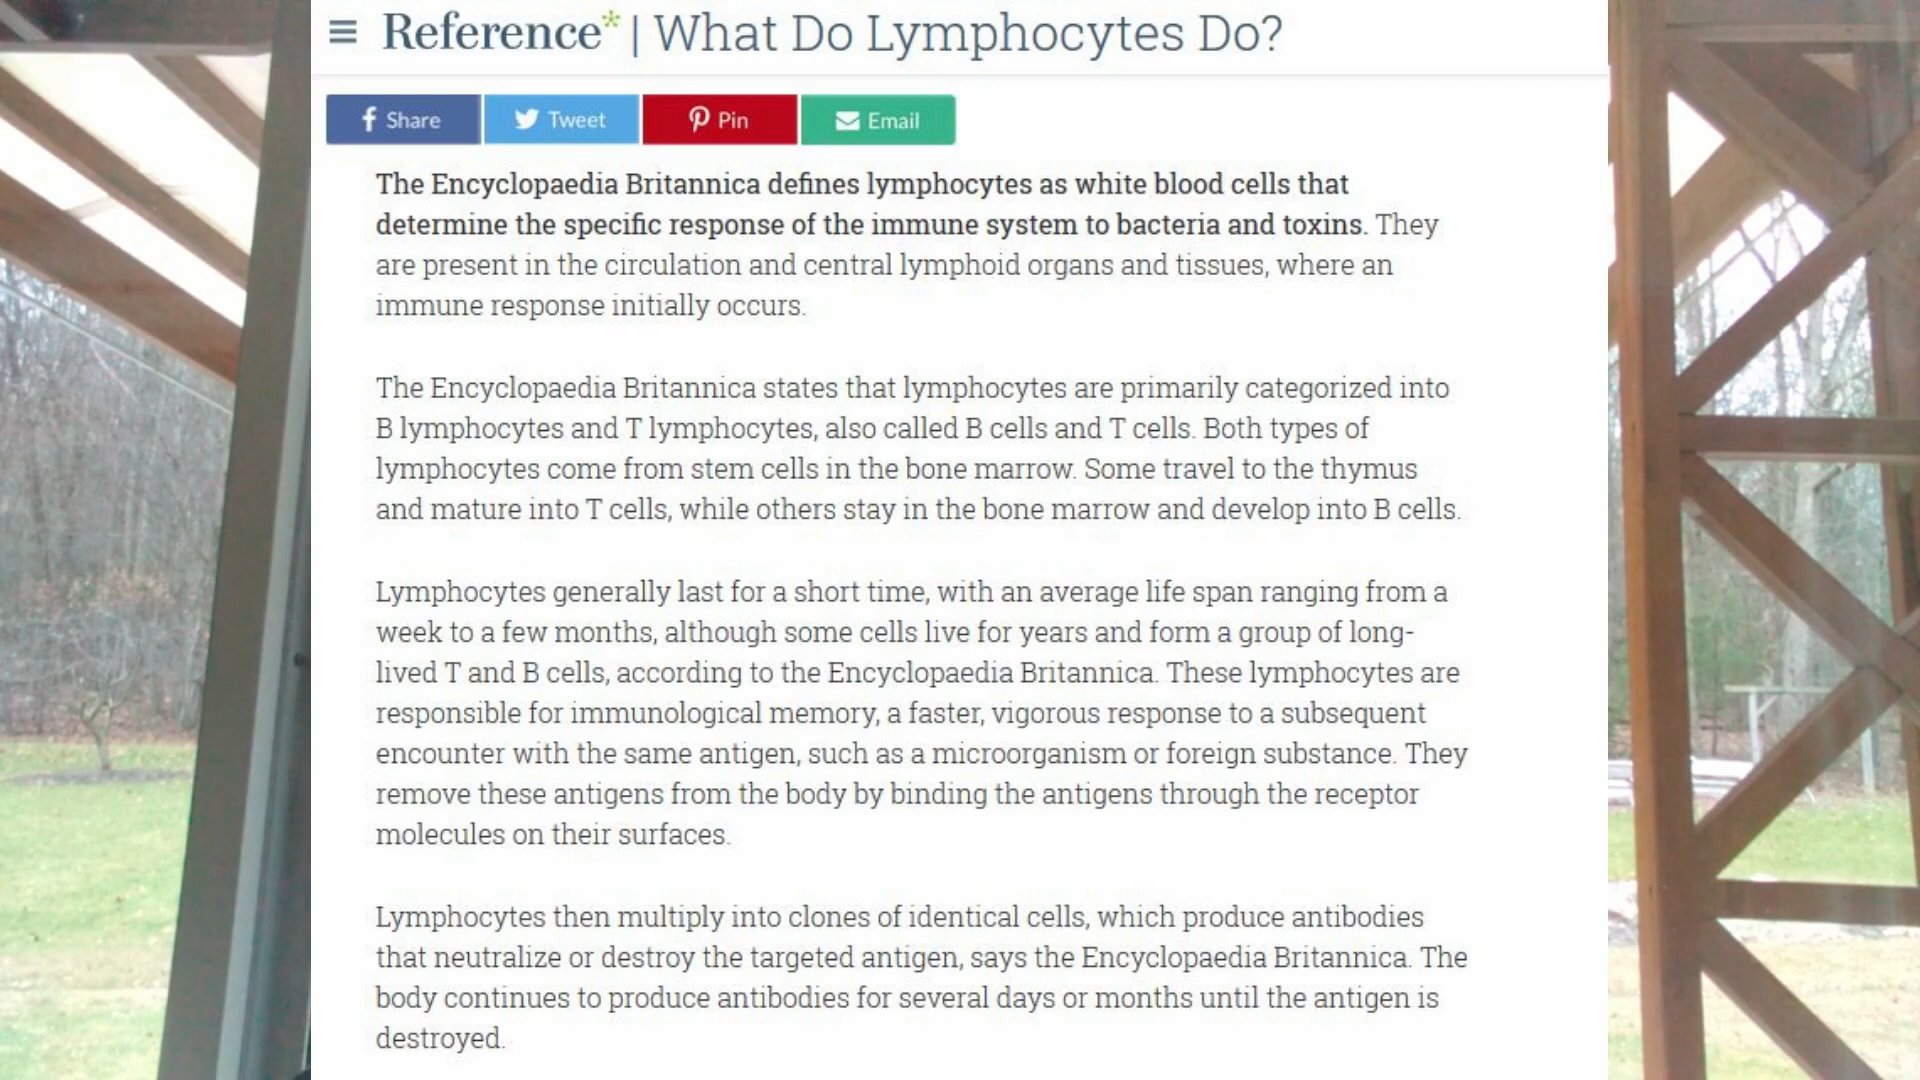 Reference* | What Do Lymphocytes Do?
Share Tweet Pin Email
The Encyclopaedia Britannica defines lymphocytes as white blood cells that
determine the specific response of the immune system to bacteria and toxins. They
are present in the circulation and central lymphoid organs and tissues, where an
immune response initially occurs.
The Encyclopaedia Britannica states that lymphocytes are primarily categorized into
B lymphocytes and T lymphocytes, also called B cells and T cells. Both types of
lymphocytes come from stem cells in the bone marrow. Some travel to the thymus
and mature into T cells, while others stay in the bone marrow and develop into B cells.
Lymphocytes generally last for a short time, with an average life span ranging from a
week to a few months, although some cells live for years and form a group of long-
lived T and B cells, according to the Encyclopaedia Britannica. These lymphocytes are
responsible for immunological memory, a faster, vigorous response to a subsequent
encounter with the same antigen, such as a microorganism or foreign substance. They
remove these antigens from the body by binding the antigens through the receptor
molecules on their surfaces.
Lymphocytes then multiply into clones of identical cells, which produce antibodies
that neutralize or destroy the targeted antigen, says the Encyclopaedia Britannica. The
body continues to produce antibodies for several days or months until the antigen is
destroyed.